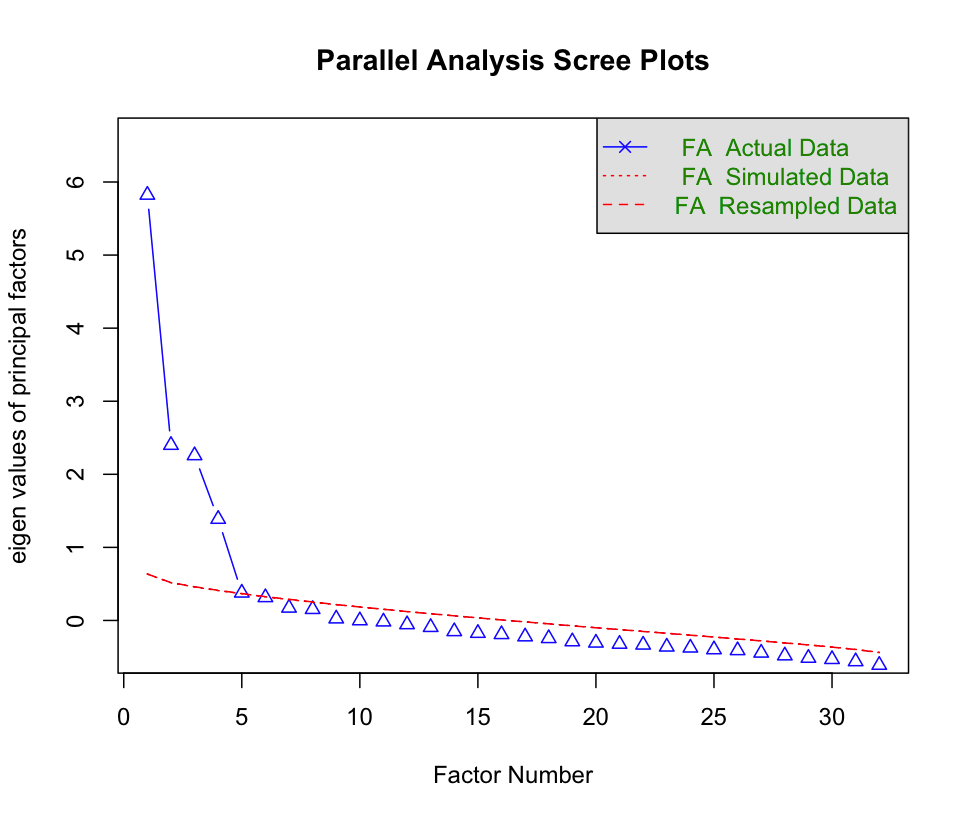 Parallel Analysis Scree Plots
FA Actual Data
FA Simulated Data
FA Resampled Data
eigen values of principal factors
6
5
4
3
2
1
0
0 5 10 15 20 25 30
Factor Number